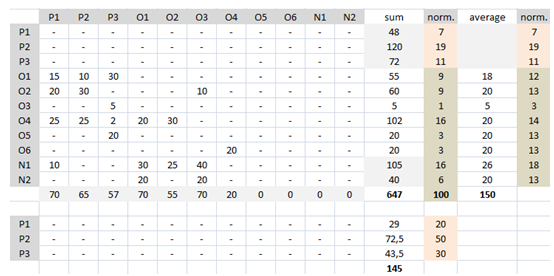 P1 P2 P3 O1 O2 O3 O4 O5 O6 N1 N2 sum norm. average norm.
P1 - - - - - - - - - - - 48 7 7
P2 - - - - - - - - - - - 120 19 19
P3 - - - - - - - - - - - 72 11 11
O1 15 10 30 - - - - - - - - 55 9 18 12
O2 20 30 - - - 10 - - - - - 60 9 20 13
O3 - - 5 - - - - - - - - 5 1 5 3
O4 25 25 2 20 30 - - - - - - 102 16 20 14
O5 - - 20 - - - - - - - - 20 3 20 13
O6 - - - - - - 20 - - - - 20 3 20 13
N1 10 - - 30 25 40 - - - - - 105 16 26 18
N2 - - - 20 - 20 - - - - - 40 6 20 13
70 65 57 70 55 70 20 0 0 0 0 647 100 150
P1 - - - - - - - - - - - 29 20
P2 - - - - - - - - - - - 72,5 50
P3 - - - - - - - - - - - 43,5 30
145